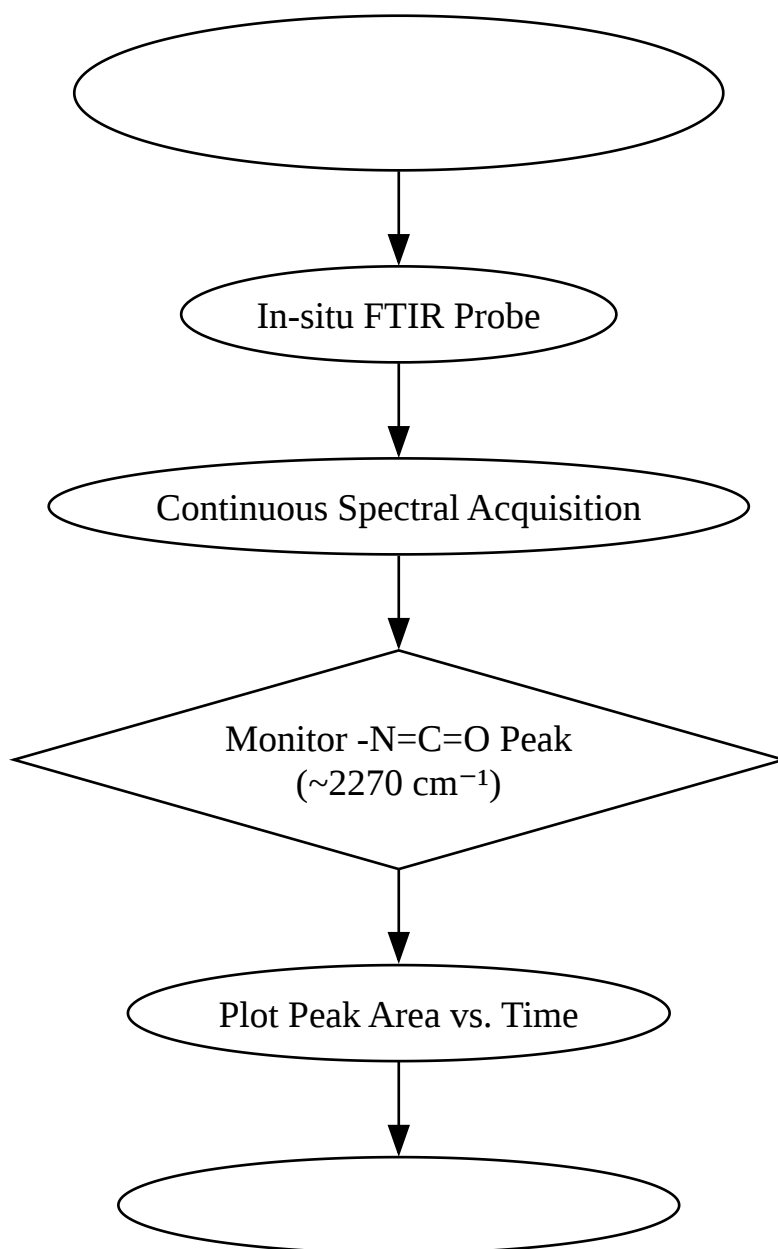 In-situ FTIR Probe
Continuous Spectral Acquisition
Monitor -N=C=O Peak
(~2270 cm⁻¹)
Plot Peak Area vs. Time